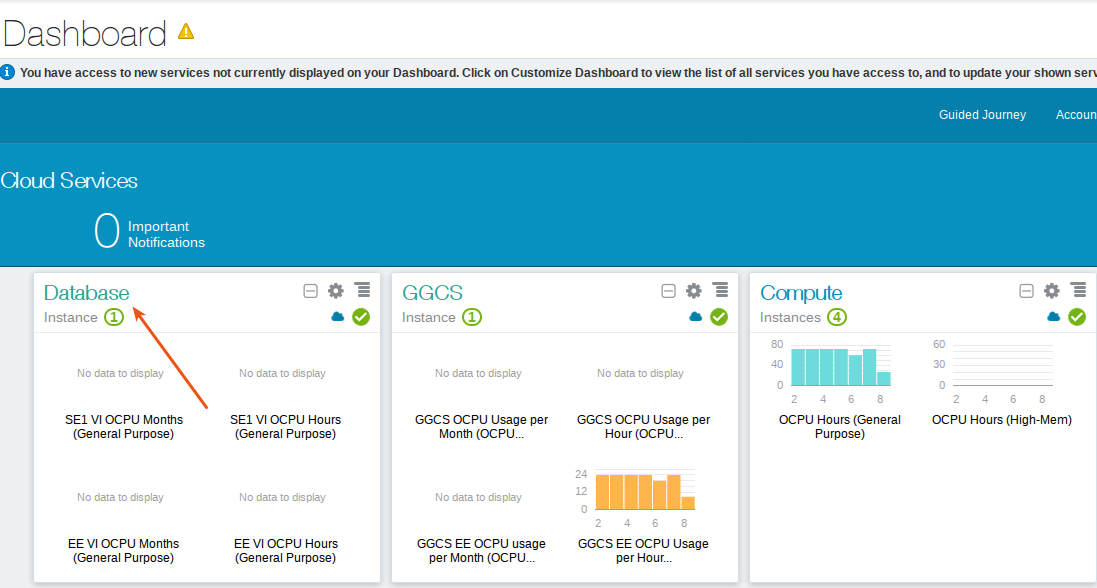 Dashboard
You have access to new services not currently displayed on your Dashboard. Click on Customize Dashboard to view the list of all services you have access to, and to update your shown serv
Guided Journey Accoun
Cloud Services
0 Important
Notifications
Database
Instance 1
No data to display No data to display
SE1 VI OCPU Months
(General Purpose)
SE1 VI OCPU Hours
(General Purpose)
No data to display No data to display
EE VI OCPU Months
(General Purpose)
EE VI OCPU Hours
(General Purpose)
GGCS
Instance 1
No data to display No data to display
GGCS OCPU Usage per
Month (OCPU...
GGCS OCPU Usage per
Hour (OCPU...
No data to display
24
12
0
2 4 6 8
GGCS EE OCPU usage
per Month (OCPU...
GGCS EE OCPU Usage
per Hour...
Compute
Instances 4
80
40
0
2 4 6 8
OCPU Hours (General
Purpose)
60
30
0
2 4 6 8
OCPU Hours (High-Mem)